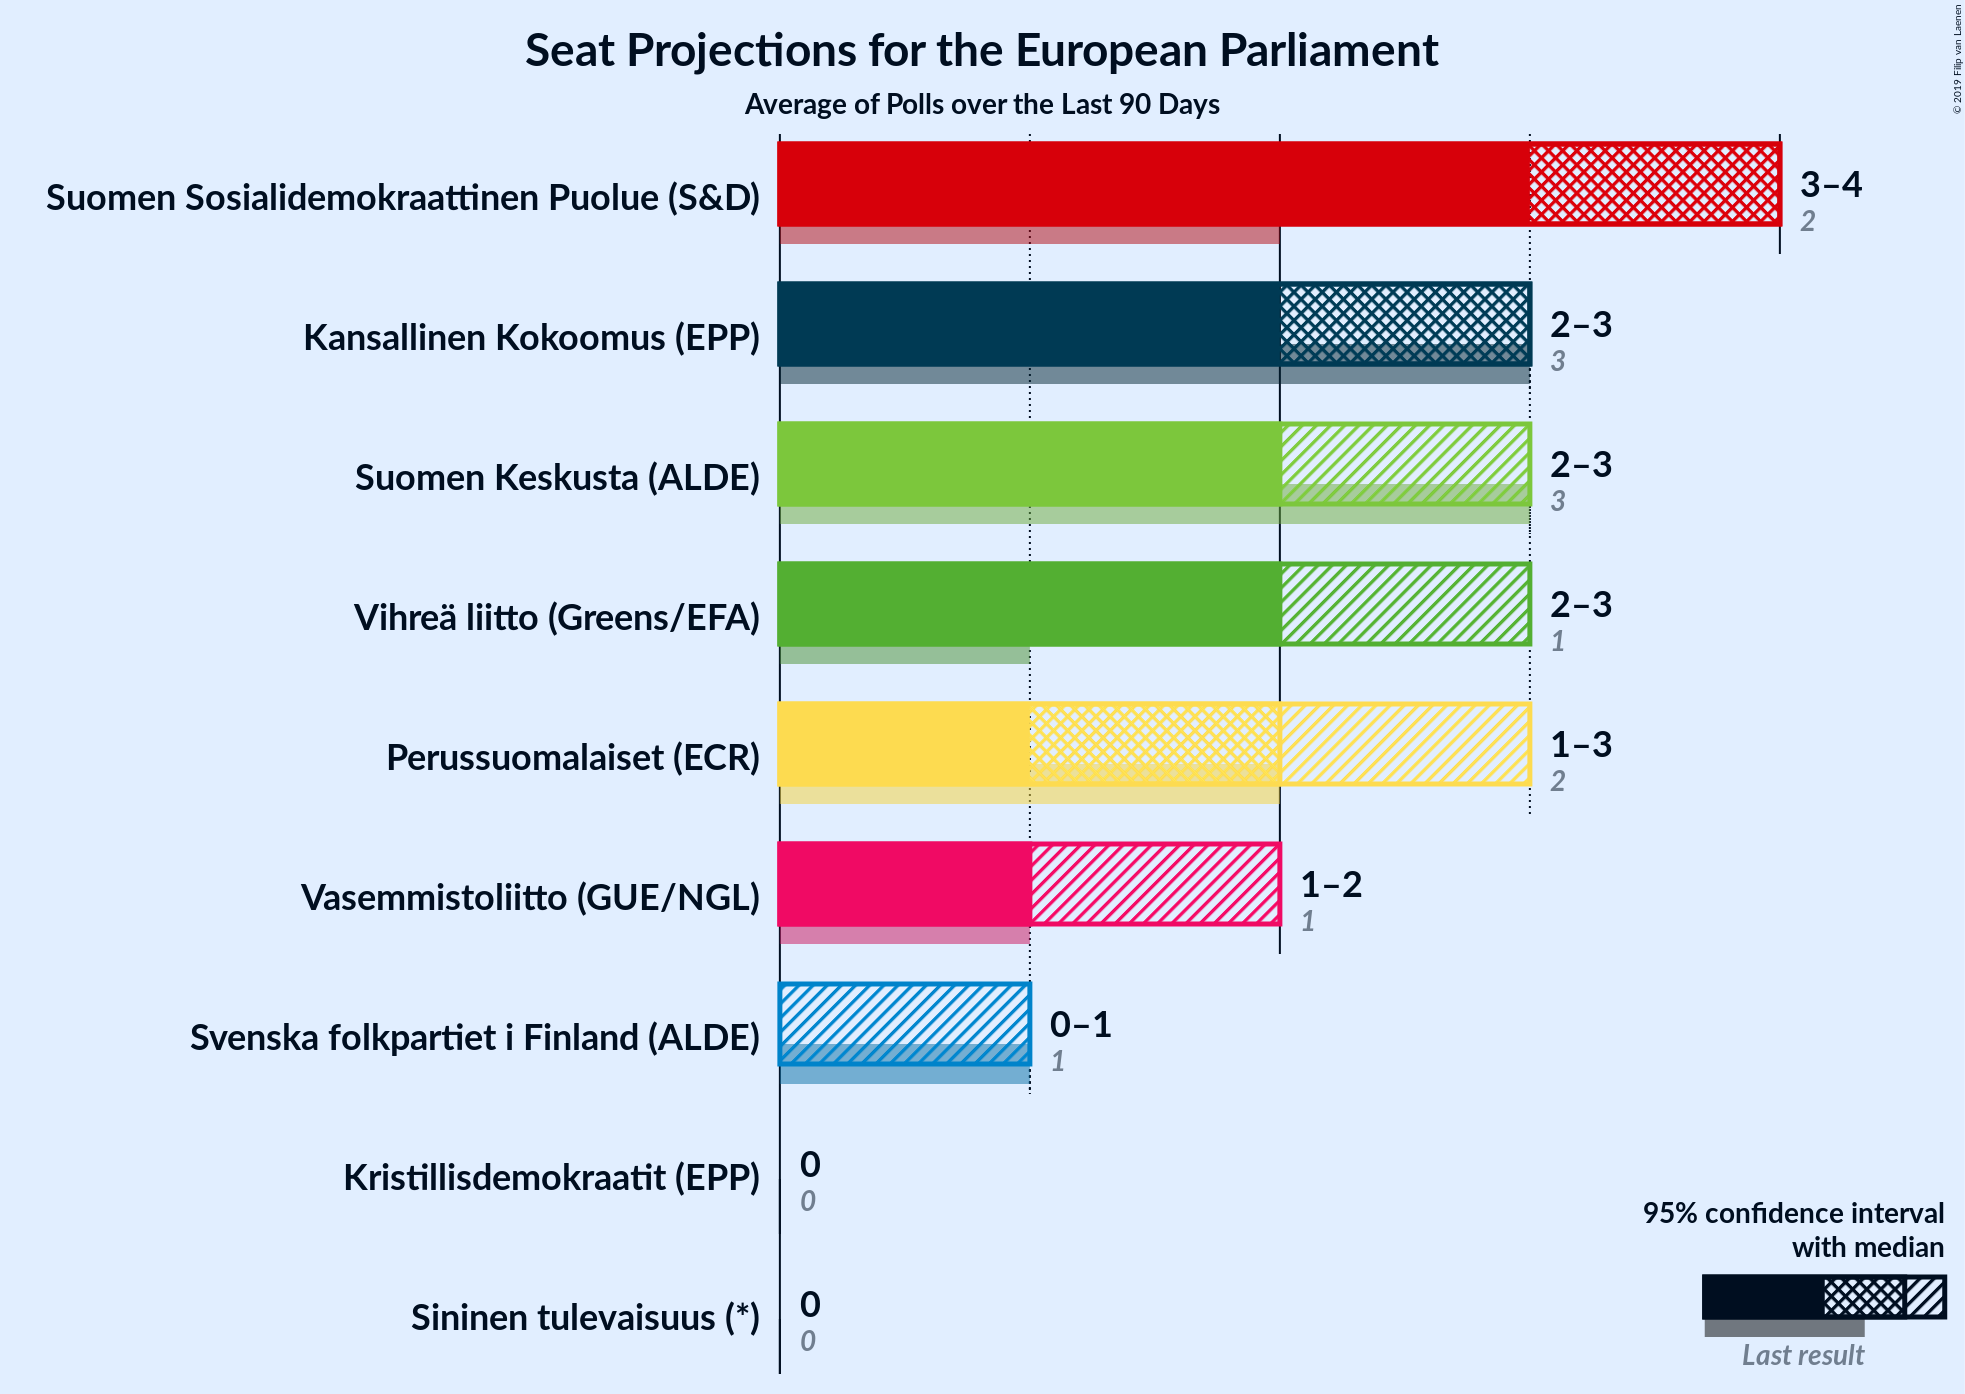 Seat Projections for the European Parliament
Average of Polls over the Last 90 Days
© 2019 Filip van Laenen
Suomen Sosialidemokraattinen Puolue (S&D)
3–4
2
Kansallinen Kokoomus (EPP)
2–3
3
Suomen Keskusta (ALDE)
2–3
3
Vihreä liitto (Greens/EFA)
2–3
1
Perussuomalaiset (ECR)
1–3
2
Vasemmistoliitto (GUE/NGL)
1–2
1
Svenska folkpartiet i Finland (ALDE)
0–1
1
Kristillisdemokraatit (EPP)
0
0
Sininen tulevaisuus (*)
0
0
95% confidence interval
with median
Last result